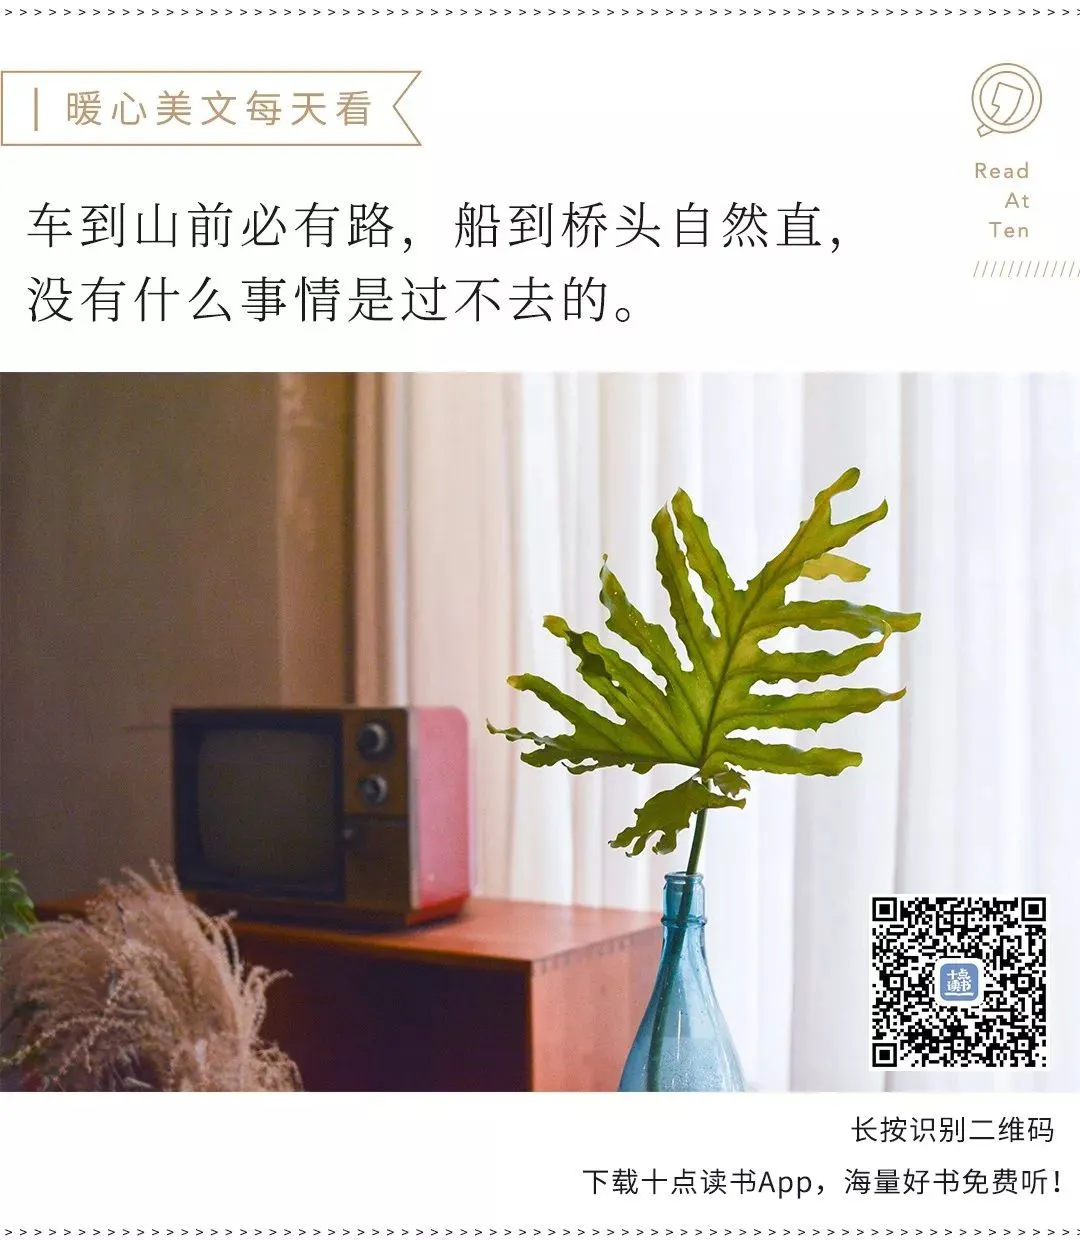 暖心美文每天看
Read
At
Ten
车到山前必有路，船到桥头自然直，
没有什么事情是过不去的。
十点
读书
长按识别二维码
下载十点读书App，海量好书免费听！